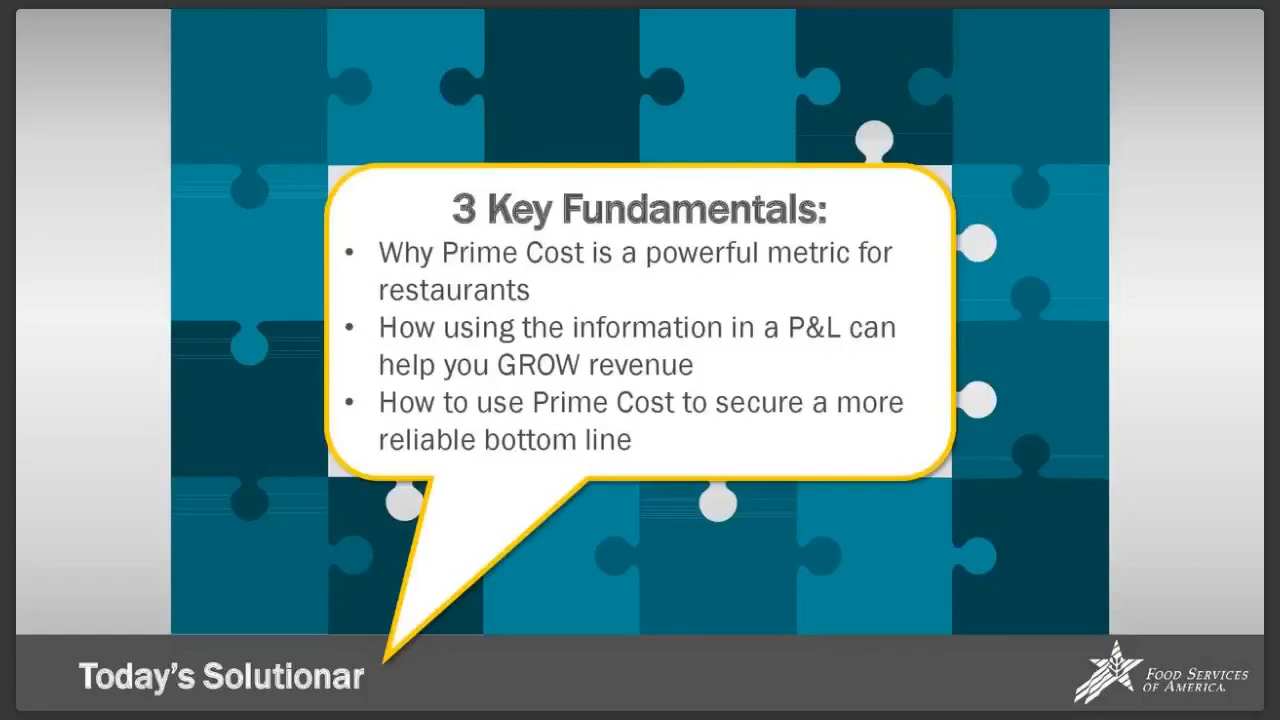 3 Key Fundamentals:
• Why Prime Cost is a powerful metric for
restaurants
• How using the information in a P&L can
help you GROW revenue
• How to use Prime Cost to secure a more
reliable bottom line
Today's Solutionar
FOOD SERVICES
OF AMERICA.